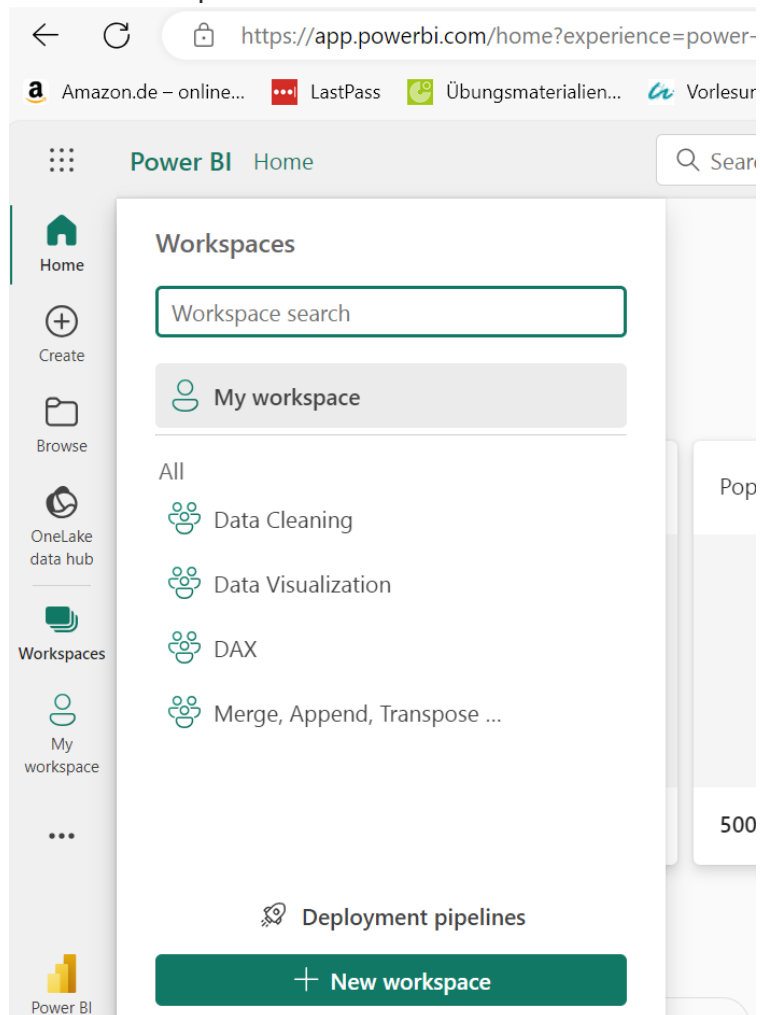 https://app.powerbi.com/home?experience=power-
Amazon.de – online... LastPass Übungsmaterialien... Vorlesur
Power BI Home
Sear
Home
Create
Browse
OneLake
data hub
Workspaces
My
workspace
Power BI
Workspaces
Workspace search
My workspace
All
Data Cleaning
Data Visualization
DAX
Merge, Append, Transpose ...
Deployment pipelines
+ New workspace
Pop
500